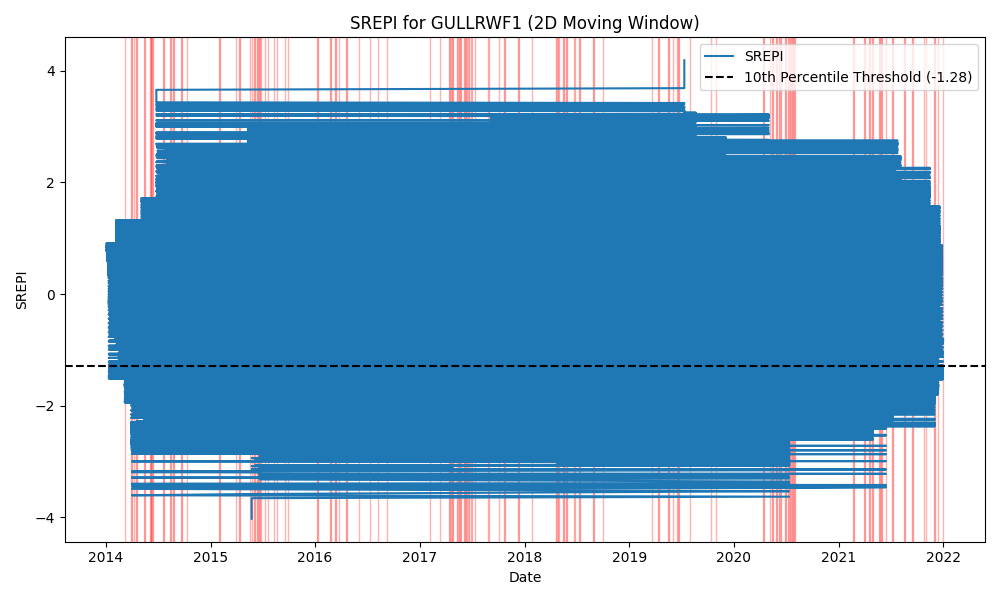 SREPI for GULLRWF1 (2D Moving Window)
SREPI
10th Percentile Threshold (-1.28)
SREPI
4
2
0
−2
−4
2014 2015 2016 2017 2018 2019 2020 2021 2022
Date